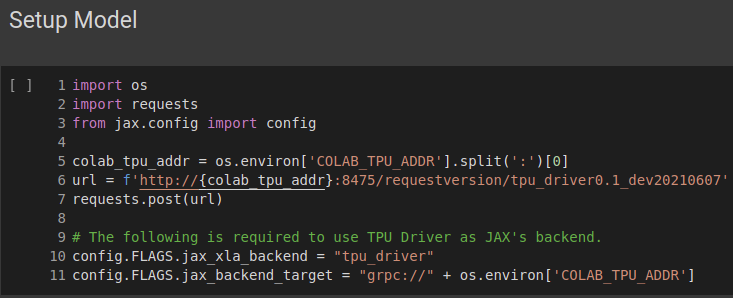 Setup Model
[ ] 1 import os
2 import requests
3 from jax.config import config
4
5 colab_tpu_addr = os.environ['COLAB_TPU_ADDR'].split(':')[0]
6 url = f'http://{colab_tpu_addr}:8475/requestversion/tpu_driver0.1_dev20210607'
7 requests.post(url)
8
9 # The following is required to use TPU Driver as JAX's backend.
10 config.FLAGS.jax_xla_backend = "tpu_driver"
11 config.FLAGS.jax_backend_target = "grpc://" + os.environ['COLAB_TPU_ADDR']